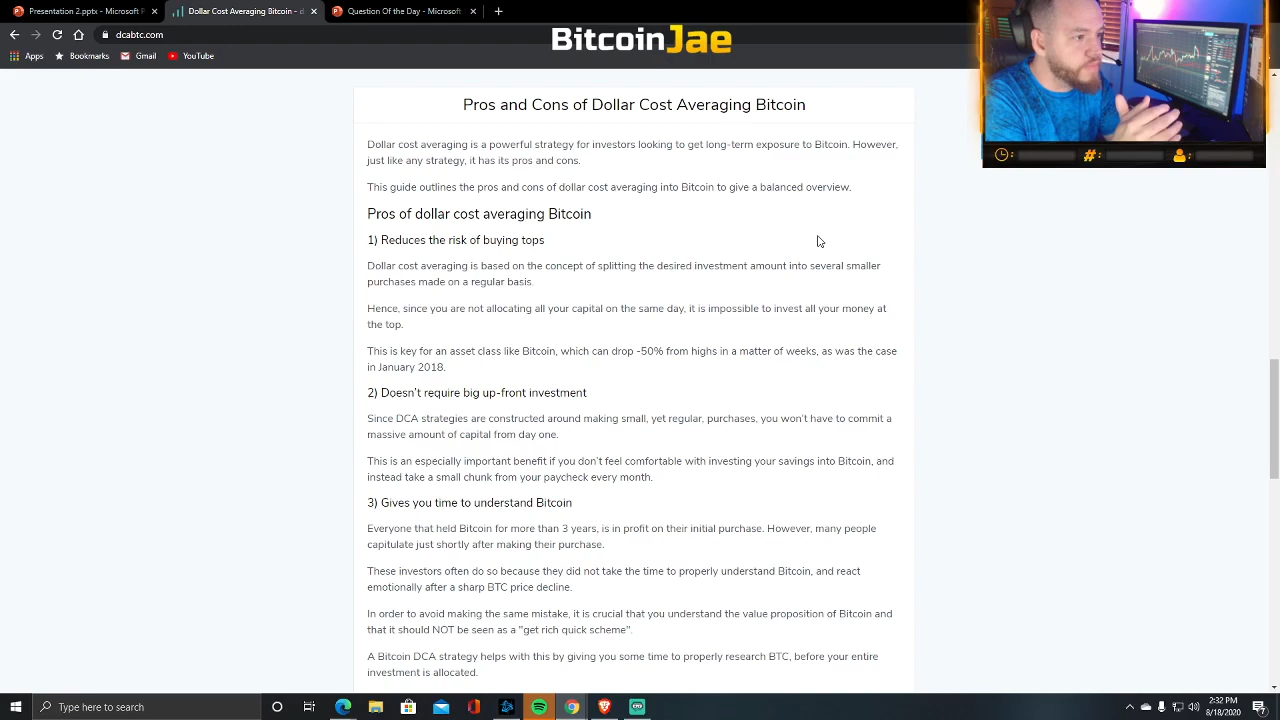 Presentation 2.pptx - Microsoft P
Dollar Cost Averaging Bitcoin - d
Question Of the Day - Microsoft
dcabtc.com
Apps
Bookmarks
Gmail
YouTube
BitcoinJae
Pros and Cons of Dollar Cost Averaging Bitcoin
Dollar cost averaging is a powerful strategy for investors looking to get long-term exposure to Bitcoin. However,
just like any strategy, it has its pros and cons.
This guide outlines the pros and cons of dollar cost averaging into Bitcoin to give a balanced overview.
Pros of dollar cost averaging Bitcoin
1) Reduces the risk of buying tops
Dollar cost averaging is based on the concept of splitting the desired investment amount into several smaller
purchases made on a regular basis.
Hence, since you are not allocating all your capital on the same day, it is impossible to invest all your money at
the top.
This is key for an asset class like Bitcoin, which can drop -50% from highs in a matter of weeks, as was the case
in January 2018.
2) Doesn't require big up-front investment
Since DCA strategies are constructed around making small, yet regular, purchases, you won't have to commit a
massive amount of capital from day one.
This is an especially important benefit if you don't feel comfortable with investing your savings into Bitcoin, and
instead take a small chunk from your paycheck every month.
3) Gives you time to understand Bitcoin
Everyone that held Bitcoin for more than 3 years, is in profit on their initial purchase. However, many people
capitulate just shortly after making their purchase.
These investors often do so because they did not take the time to properly understand Bitcoin, and react
emotionally after a sharp BTC price decline.
In order to avoid making the same mistake, it is crucial that you understand the value proposition of Bitcoin and
that it should NOT be seen as a "get rich quick scheme".
A Bitcoin DCA strategy helps with this by giving you some time to properly research BTC, before your entire
investment is allocated.
Type here to search
2:32 PM
8/18/2020